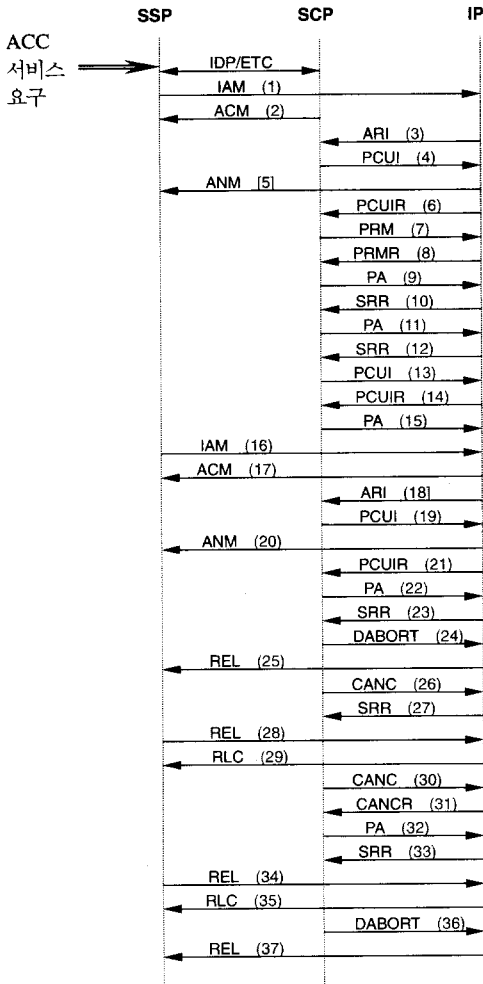 SSP SCP IP
ACC
서비스
요구
IDP/ETC
IAM (1)
ACM (2)
ARI (3)
PCUI (4)
ANM [5]
PCUIR (6)
PRM (7)
PRMR (8)
PA (9)
SRR (10)
PA (11)
SRR (12)
PCUI (13)
PCUIR (14)
PA (15)
IAM (16)
ACM (17)
ARI (18]
PCUI (19)
ANM (20)
PCUIR (21)
PA (22)
SRR (23)
DABORT (24)
REL (25)
CANC (26)
SRR (27)
REL (28)
RLC (29)
CANC (30)
CANCR (31)
PA (32)
SRR (33)
REL (34)
RLC (35)
DABORT (36)
REL (37)